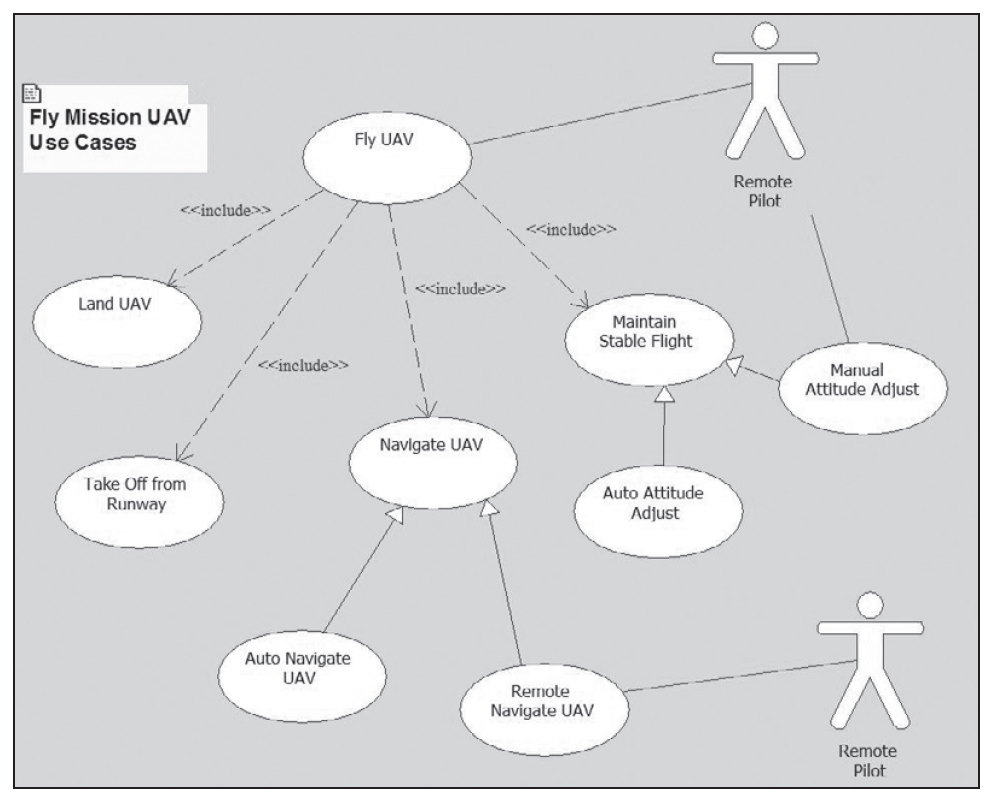 Fly Mission UAV
Use Cases
Fly UAV
Remote
Pilot
<<include>>
<<include>>
<<include>>
<<include>>
Land UAV
Maintain
Stable Flight
Manual
Attitude Adjust
Navigate UAV
Take Off from
Runway
Auto Attitude
Adjust
Auto Navigate
UAV
Remote
Navigate UAV
Remote
Pilot